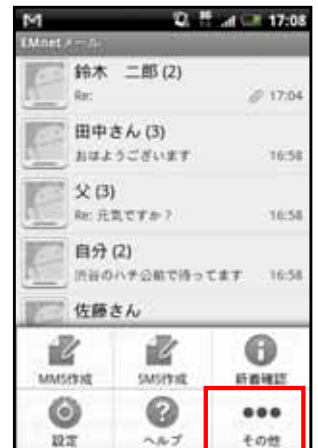 17:08
EMnetメール
鈴木 二郎 (2)
Re:
17:04
田中さん (3)
おはようございます
16:58
父 (3)
Re: 元気ですか?
16:58
自分 (2)
渋谷のハチ公前で待ってます
16:58
佐藤さん
MMS作成
SMS作成
新着確認
設定
ヘルプ
その他